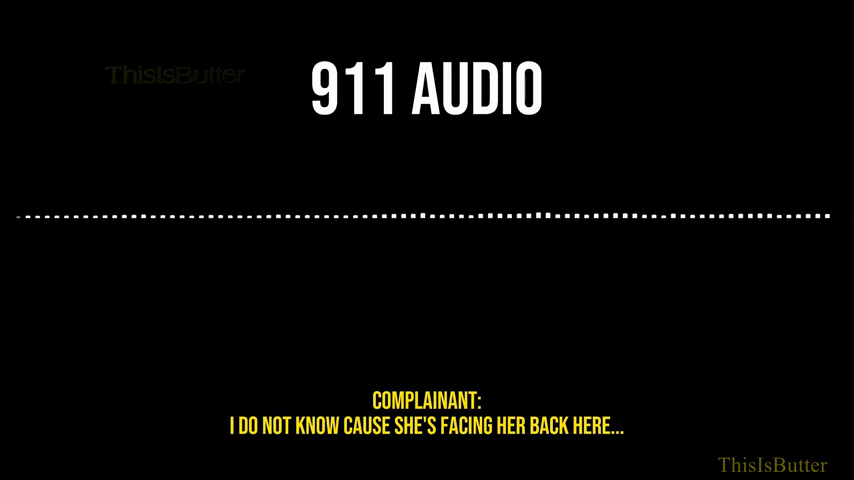 ThisIsButter
911 AUDIO
COMPLAINANT:
I DO NOT KNOW CAUSE SHE'S FACING HER BACK HERE...
ThisIsButter